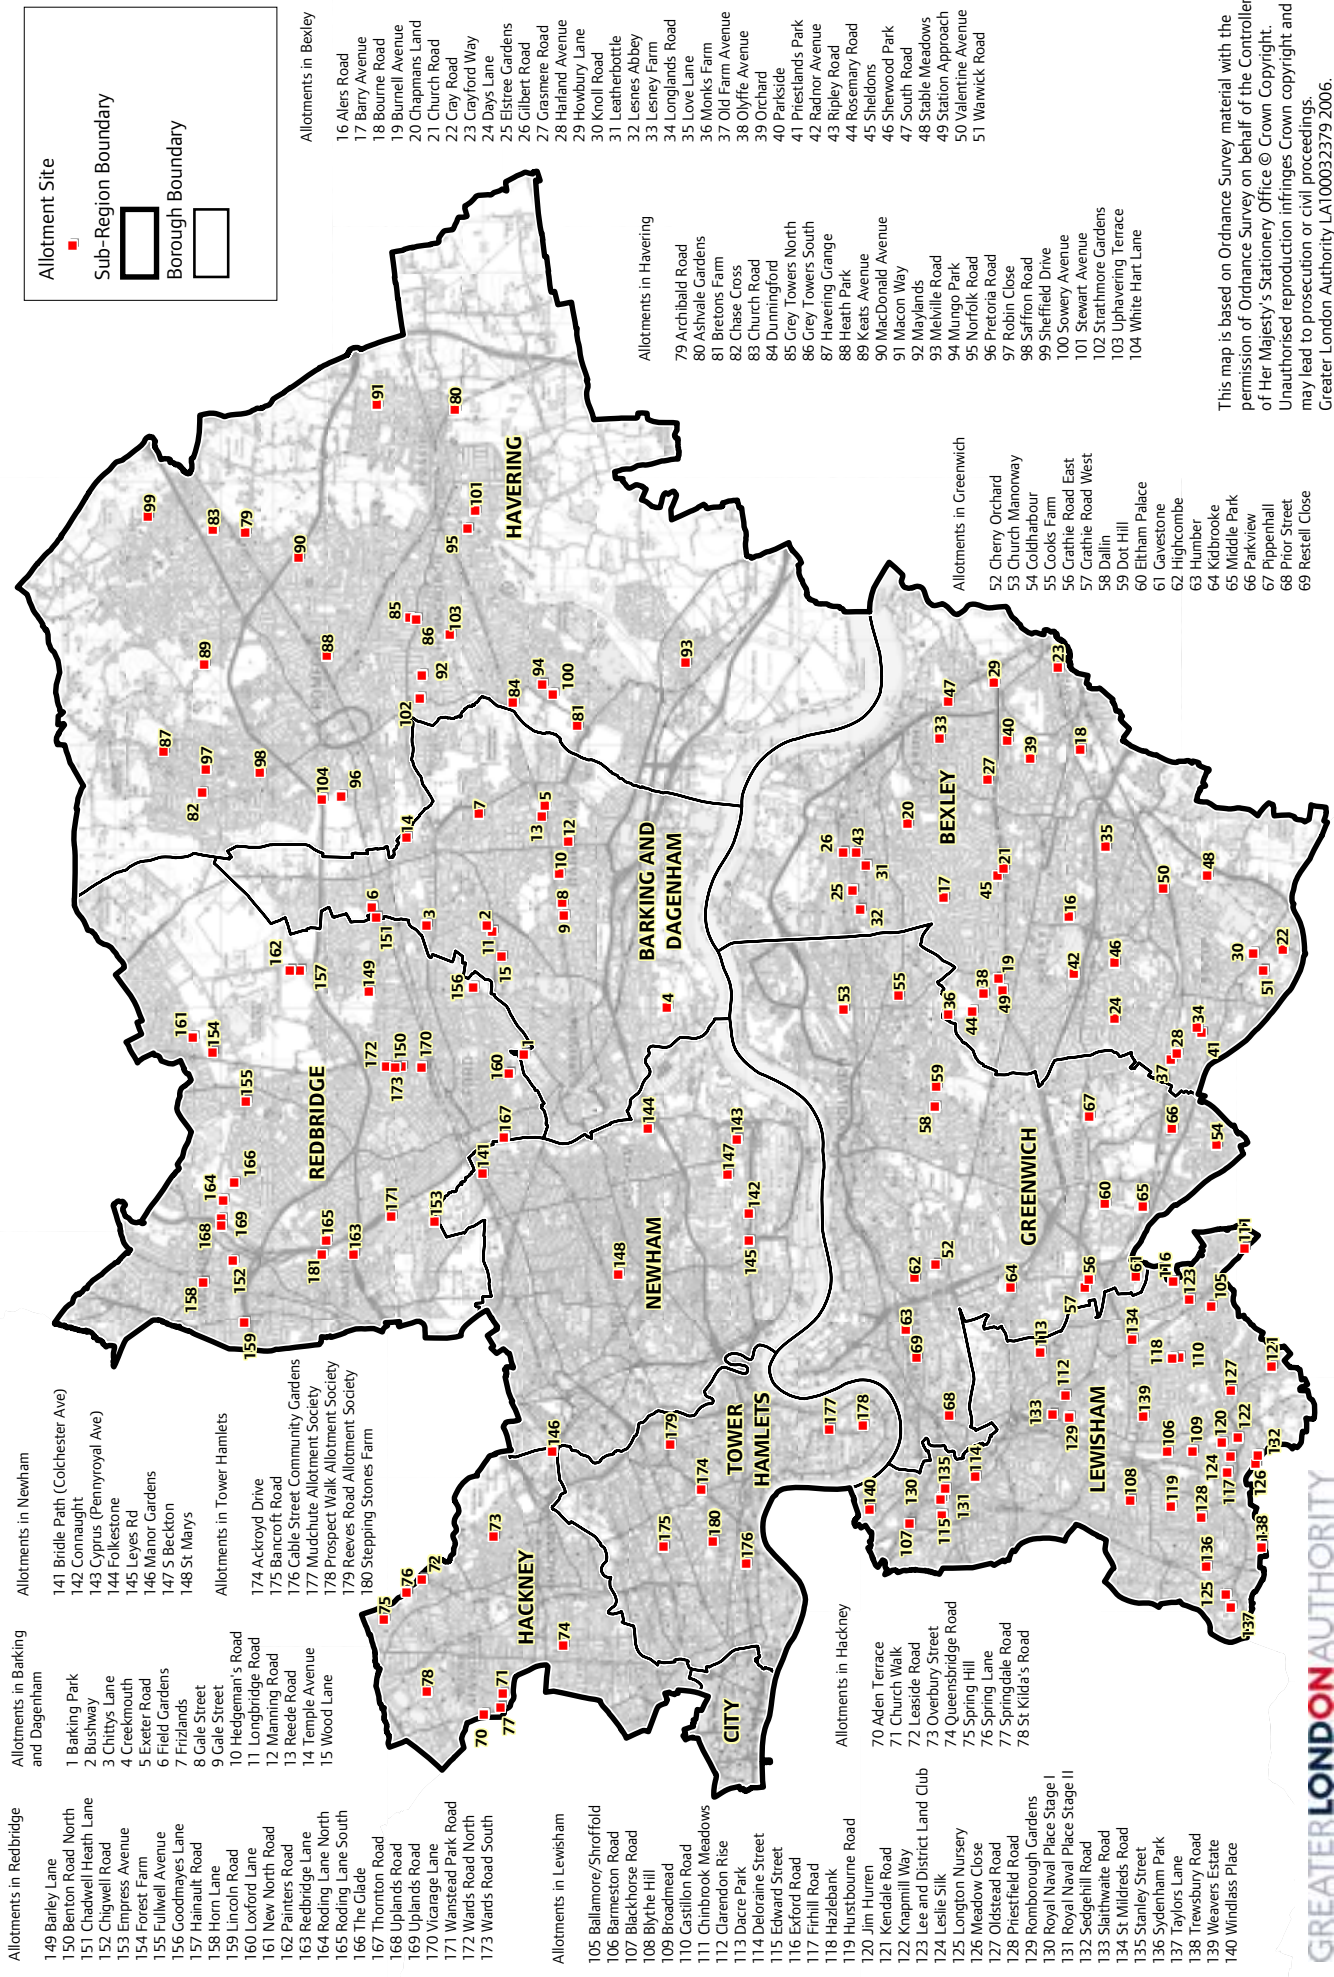 Allotment Site
Sub-Region Boundary
Borough Boundary
Allotments in Redbridge
149 Barley Lane
150 Benton Road North
151 Chadwell Heath Lane
152 Chigwell Road
153 Empress Avenue
154 Forest Farm
155 Fullwell Avenue
156 Goodmayes Lane
157 Hainault Road
158 Horn Lane
159 Lincoln Road
160 Loxford Lane
161 New North Road
162 Painters Road
163 Redbridge Lane
164 Roding Lane North
165 Roding Lane South
166 The Glade
167 Thornton Road
168 Uplands Road
169 Uplands Road
170 Vicarage Lane
171 Wanstead Park Road
172 Wards Road North
173 Wards Road South
Allotments in Barking
and Dagenham
1 Barking Park
2 Bushway
3 Chittys Lane
4 Creekmouth
5 Exeter Road
6 Field Gardens
7 Frizlands
8 Gale Street
9 Gale Street
10 Hedgeman's Road
11 Longbridge Road
12 Manning Road
13 Reede Road
14 Temple Avenue
15 Wood Lane
Allotments in Newham
141 Bridle Path (Colchester Ave)
142 Connaught
143 Cyprus (Pennyroyal Ave)
144 Folkestone
145 Leyes Rd
146 Manor Gardens
147 S Beckton
148 St Marys
Allotments in Tower Hamlets
174 Ackroyd Drive
175 Bancroft Road
176 Cable Street Community Gardens
177 Mudchute Allotment Society
178 Prospect Walk Allotment Society
179 Reeves Road Allotment Society
180 Stepping Stones Farm
Allotments in Bexley
16 Alers Road
17 Barry Avenue
18 Bourne Road
19 Burnell Avenue
20 Chapmans Land
21 Church Road
22 Cray Road
23 Crayford Way
24 Days Lane
25 Elstree Gardens
26 Gilbert Road
27 Grasmere Road
28 Harland Avenue
29 Howbury Lane
30 Knoll Road
31 Leatherbottle
32 Lesnes Abbey
33 Lesney Farm
34 Longlands Road
35 Love Lane
36 Monks Farm
37 Old Farm Avenue
38 Olyffe Avenue
39 Orchard
40 Parkside
41 Priestlands Park
42 Radnor Avenue
43 Ripley Road
44 Rosemary Road
45 Sheldons
46 Sherwood Park
47 South Road
48 Stable Meadows
49 Station Approach
50 Valentine Avenue
51 Warwick Road
Allotments in Havering
79 Archibald Road
80 Ashvale Gardens
81 Bretons Farm
82 Chase Cross
83 Church Road
84 Dunningford
85 Grey Towers North
86 Grey Towers South
87 Havering Grange
88 Heath Park
89 Keats Avenue
90 MacDonald Avenue
91 Macon Way
92 Maylands
93 Melville Road
94 Mungo Park
95 Norfolk Road
96 Pretoria Road
97 Robin Close
98 Saffron Road
99 Sheffield Drive
100 Sowery Avenue
101 Stewart Avenue
102 Strathmore Gardens
103 Uphavering Terrace
104 White Hart Lane
Allotments in Greenwich
52 Cherry Orchard
53 Church Manorway
54 Coldharbour
55 Cooks Farm
56 Crathie Road East
57 Crathie Road West
58 Dallin
59 Dot Hill
60 Eltham Palace
61 Gavestone
62 Highcombe
63 Humber
64 Kidbrooke
65 Middle Park
66 Parkview
67 Pippenhall
68 Prior Street
69 Restell Close
Allotments in Hackney
70 Aden Terrace
71 Church Walk
72 Leaside Road
73 Overbury Street
74 Queensbridge Road
75 Spring Hill
76 Spring Lane
77 Springdale Road
78 St Kilda's Road
Allotments in Lewisham
105 Ballamore/Shroffold
106 Barmeston Road
107 Blackhorse Road
108 Blythe Hill
109 Broadmead
110 Castillon Road
111 Chinbrook Meadows
112 Clarendon Rise
113 Dacre Park
114 Deloraine Street
115 Edward Street
116 Exford Road
117 Firhill Road
118 Hazlebank
119 Hurstbourne Road
120 Jim Hurren
121 Kendale Road
122 Knapmill Way
123 Lee and District Land Club
124 Leslie Silk
125 Longton Nursery
126 Meadow Close
127 Oldstead Road
128 Priestfield Road
129 Romborough Gardens
130 Royal Naval Place Stage I
131 Royal Naval Place Stage II
132 Sedgehill Road
133 Slaithwaite Road
134 St Mildreds Road
135 Stanley Street
136 Sydenham Park
137 Taylors Lane
138 Trewsbury Road
139 Weavers Estate
140 Windlass Place
HAVERING
REDBRIDGE
BARKING AND
DAGENHAM
NEWHAM
HACKNEY
TOWER
HAMLETS
CITY
BEXLEY
GREENWICH
LEWISHAM
This map is based on Ordnance Survey material with the
permission of Ordnance Survey on behalf of the Controller
of Her Majesty's Stationery Office © Crown Copyright.
Unauthorised reproduction infringes Crown copyright and
may lead to prosecution or civil proceedings.
Greater London Authority LA100032379 2006.
GREATERLONDONAUTHORITY